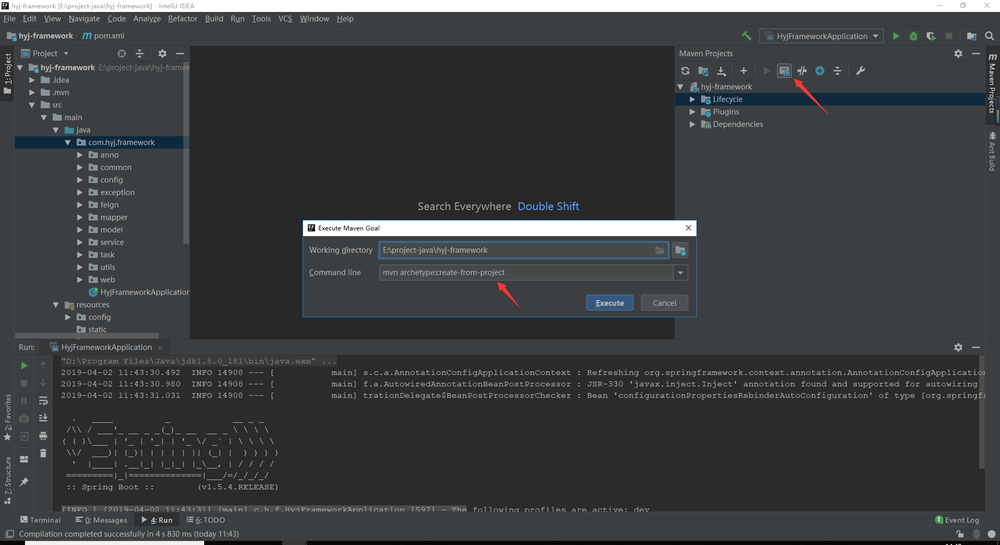 hyj-framework [E:\project-java\hyj-framework] - IntelliJ IDEA
File Edit View Navigate Code Analyze Refactor Build Run Tools VCS Window Help
hyj-framework pom.xml HyjFrameworkApplication
Project
Maven Projects
1: Project
Maven Projects
Ant Build
hyj-framework E:\project-java\hyj-framew
.idea
.mvn
src
main
java
com.hyj.framework
anno
common
config
exception
feign
mapper
model
service
task
utils
web
HyjFrameworkApplication
resources
config
static
hyj-framework
Lifecycle
Plugins
Dependencies
Search Everywhere Double Shift
Execute Maven Goal
Working directory E:\project-java\hyj-framework
Command line mvn archetype:create-from-project
Execute Cancel
Run: HyjFrameworkApplication
2: Favorites
7: Structure
"D:\Program Files\Java\jdk1.8.0_181\bin\java.exe" ...
2019-04-02 11:43:30.492  INFO 14908 --- [           main] s.c.a.AnnotationConfigApplicationContext : Refreshing org.springframework.context.annotation.AnnotationConfigApplication
2019-04-02 11:43:30.980  INFO 14908 --- [           main] f.a.AutowiredAnnotationBeanPostProcessor : JSR-330 'javax.inject.Inject' annotation found and supported for autowiring
2019-04-02 11:43:31.031  INFO 14908 --- [           main] trationDelegate$BeanPostProcessorChecker : Bean 'configurationPropertiesRebinderAutoConfiguration' of type [org.springf
  .   ____          _            __ _ _
 /\\ / ___'_ __ _ _(_)_ __  __ _ \ \ \ \
( ( )\___ | '_ | '_| | '_ \/ _` | \ \ \ \
 \\/  ___)| |_)| | | | | || (_| |  ) ) ) )
  '  |____| .__|_| |_|_| |_\__, | / / / /
 =========|_|==============|___/=/_/_/_/
 :: Spring Boot ::        (v1.5.4.RELEASE)
[INFO ] [2019-04-02 11:43:31] [main] c.h.f.HyjFrameworkApplication [597] - The following profiles are active: dev
Terminal 0: Messages 4: Run 6: TODO 1 Event Log
Compilation completed successfully in 4 s 830 ms (today 11:43)